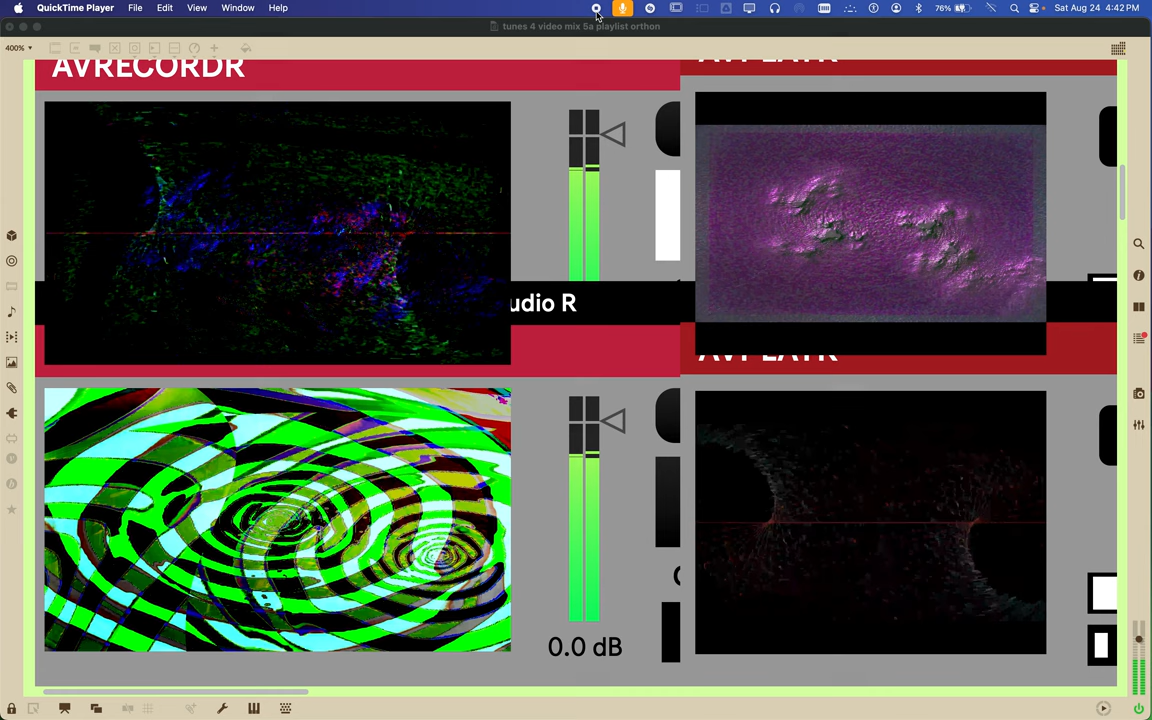 QuickTime Player File Edit View Window Help 76% Sat Aug 24 4:42 PM
tunes 4 video mix 5a playlist orthon
400%
AVRECORDR
udio R
AVPLAYR
0.0 dB